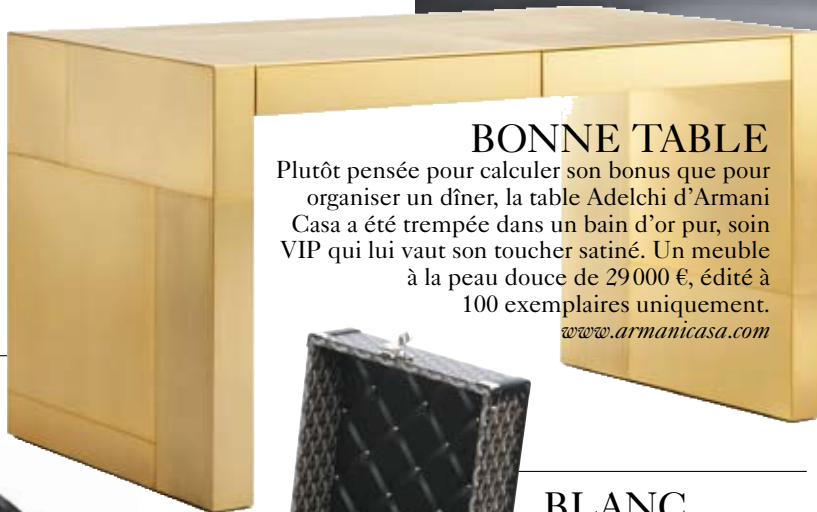 BONNE TABLE
Plutôt pensée pour calculer son bonus que pour
organiser un dîner, la table Adelchi d’Armani
Casa a été trempée dans un bain d’or pur, soin
VIP qui lui vaut son toucher satiné. Un meuble
à la peau douce de 29 000 €, édité à
100 exemplaires uniquement.
www.armanicasa.com
BLANC